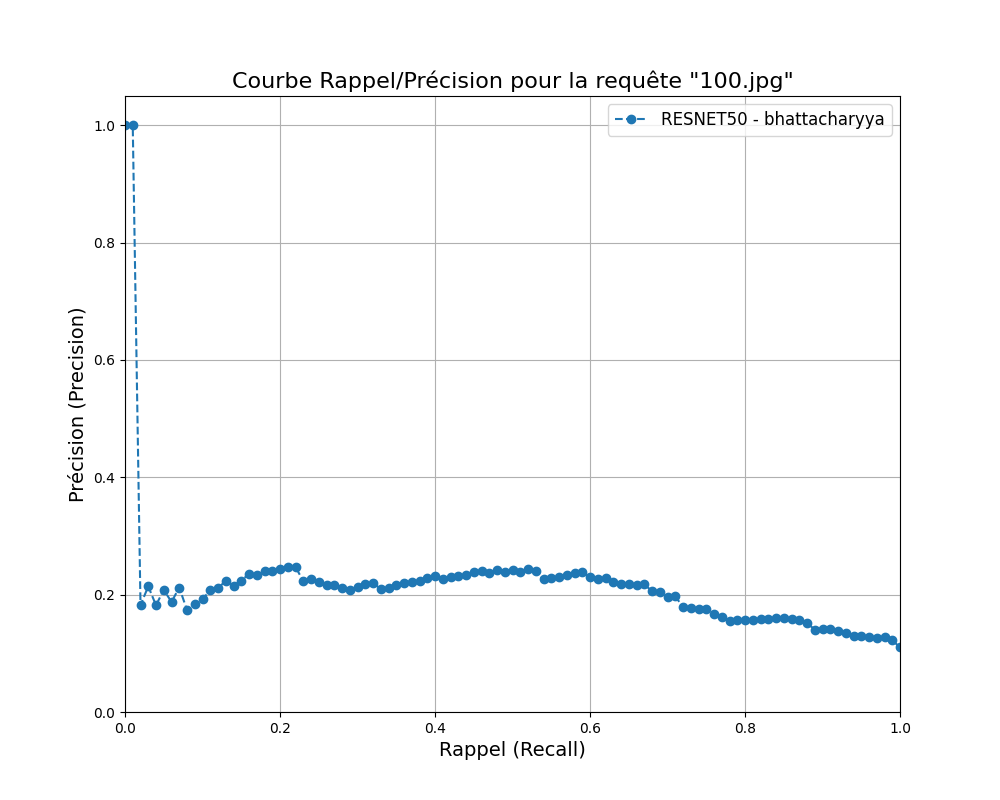 Courbe Rappel/Précision pour la requête "100.jpg"
RESNET50 - bhattacharyya
1.0
0.8
0.6
0.4
0.2
0.0
Précision (Precision)
0.0 0.2 0.4 0.6 0.8 1.0
Rappel (Recall)